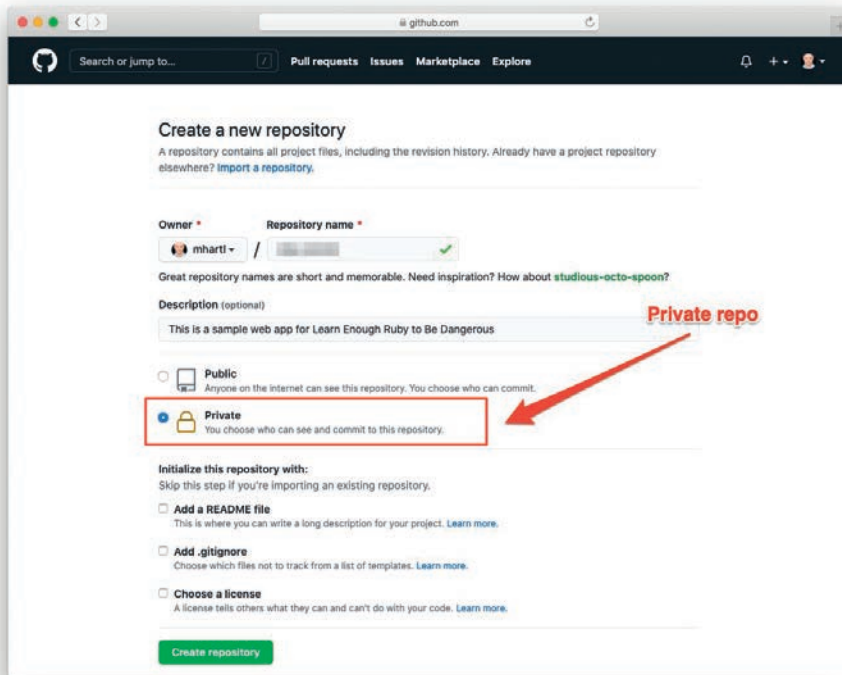 github.com
Search or jump to... / Pull requests Issues Marketplace Explore
Create a new repository
A repository contains all project files, including the revision history. Already have a project repository
elsewhere? Import a repository.
Owner * Repository name *
mhartl /
Great repository names are short and memorable. Need inspiration? How about studious-octo-spoon?
Description (optional)
Private repo
This is a sample web app for Learn Enough Ruby to Be Dangerous
Public
Anyone on the internet can see this repository. You choose who can commit.
Private
You choose who can see and commit to this repository.
Initialize this repository with:
Skip this step if you're importing an existing repository.
Add a README file
This is where you can write a long description for your project. Learn more.
Add .gitignore
Choose which files not to track from a list of templates. Learn more.
Choose a license
A license tells others what they can and can't do with your code. Learn more.
Create repository